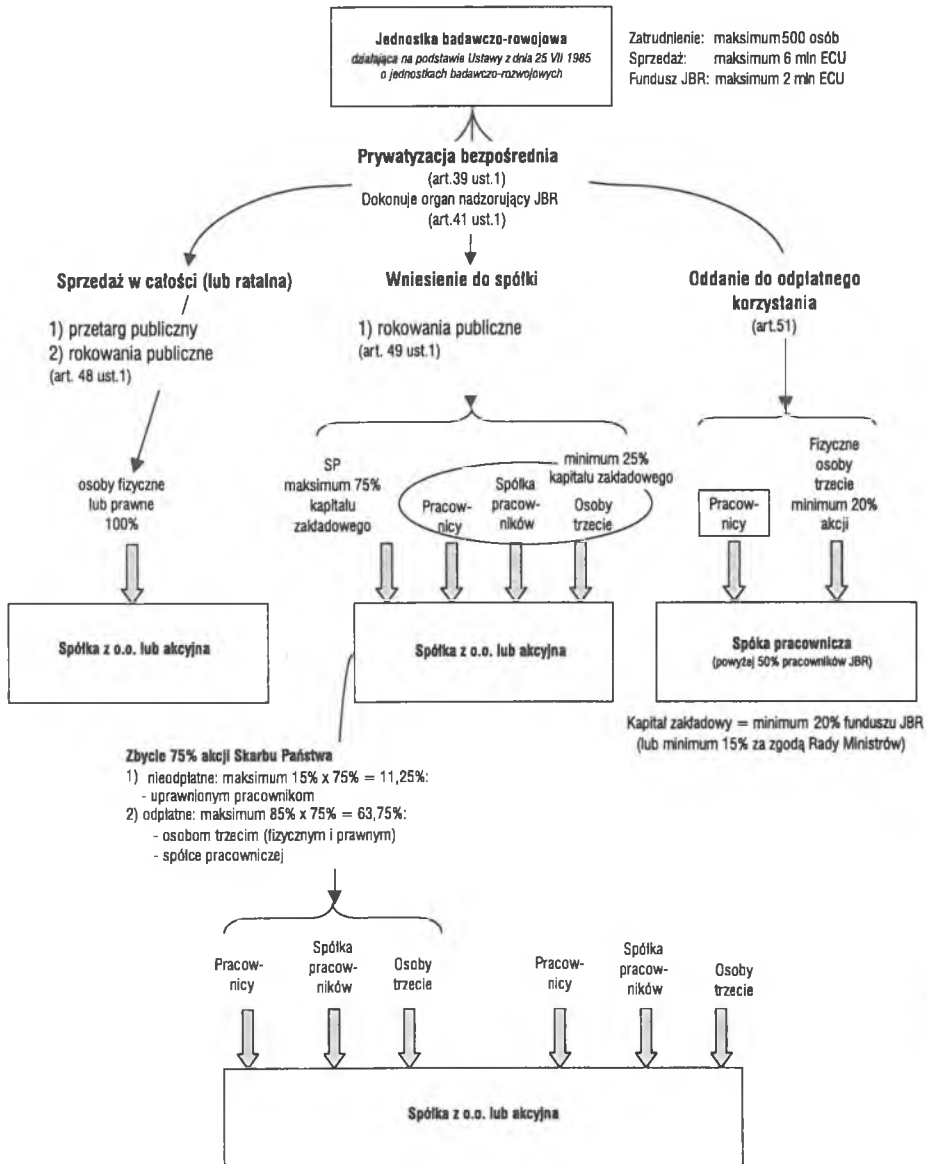 Jednostka badawczo-rowojowa
działająca na podstawie Ustawy z dnia 25 VII 1985
o jednostkach badawczo-rozwojowych
Zatrudnienie: maksimum 500 osób
Sprzedaż: maksimum 6 mln ECU
Fundusz JBR: maksimum 2 mln ECU
Prywatyzacja bezpośrednia
(art.39 ust.1)
Dokonuje organ nadzorujący JBR
(art.41 ust.1)
Sprzedaż w całości (lub ratalna)
1) przetarg publiczny
2) rokowania publiczne
(art. 48 ust.1)
osoby fizyczne
lub prawne
100%
Spółka z o.o. lub akcyjna
Wniesienie do spółki
1) rokowania publiczne
(art. 49 ust.1)
SP
maksimum 75%
kapitału
zakładowego
minimum 25%
kapitału zakładowego
Pracow-
nicy
Spółka
pracow-
ników
Osoby
trzecie
Spółka z o.o. lub akcyjna
Oddanie do odpłatnego
korzystania
(art.51)
Pracow-
nicy
Fizyczne
osoby
trzecie
minimum 20%
akcji
Spóka pracownicza
(powyżej 50% pracowników JBR)
Kapitał zakładowy = minimum 20% funduszu JBR
(lub minimum 15% za zgodą Rady Ministrów)
Zbycie 75% akcji Skarbu Państwa
1) nieodpłatne: maksimum 15% x 75% = 11,25%:
- uprawnionym pracownikom
2) odpłatne: maksimum 85% x 75% = 63,75%:
- osobom trzecim (fizycznym i prawnym)
- spółce pracowniczej
Pracow-
nicy
Spółka
pracow-
ników
Osoby
trzecie
Pracow-
nicy
Spółka
pracow-
ników
Osoby
trzecie
Spółka z o.o. lub akcyjna